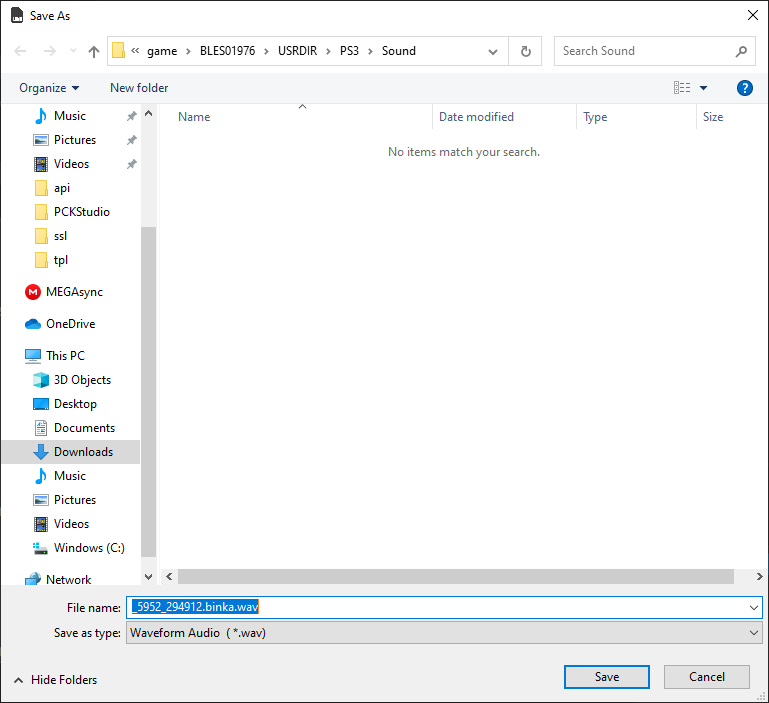 Save As
« game > BLES01976 > USRDIR > PS3 > Sound
Search Sound
Organize
New folder
Name
Date modified
Type
Size
No items match your search.
Music
Pictures
Videos
api
PCKStudio
ssl
tpl
MEGAsync
OneDrive
This PC
3D Objects
Desktop
Documents
Downloads
Music
Pictures
Videos
Windows (C:)
Network
File name: _5952_294912.binka.wav
Save as type: Waveform Audio ( *.wav)
Hide Folders
Save
Cancel